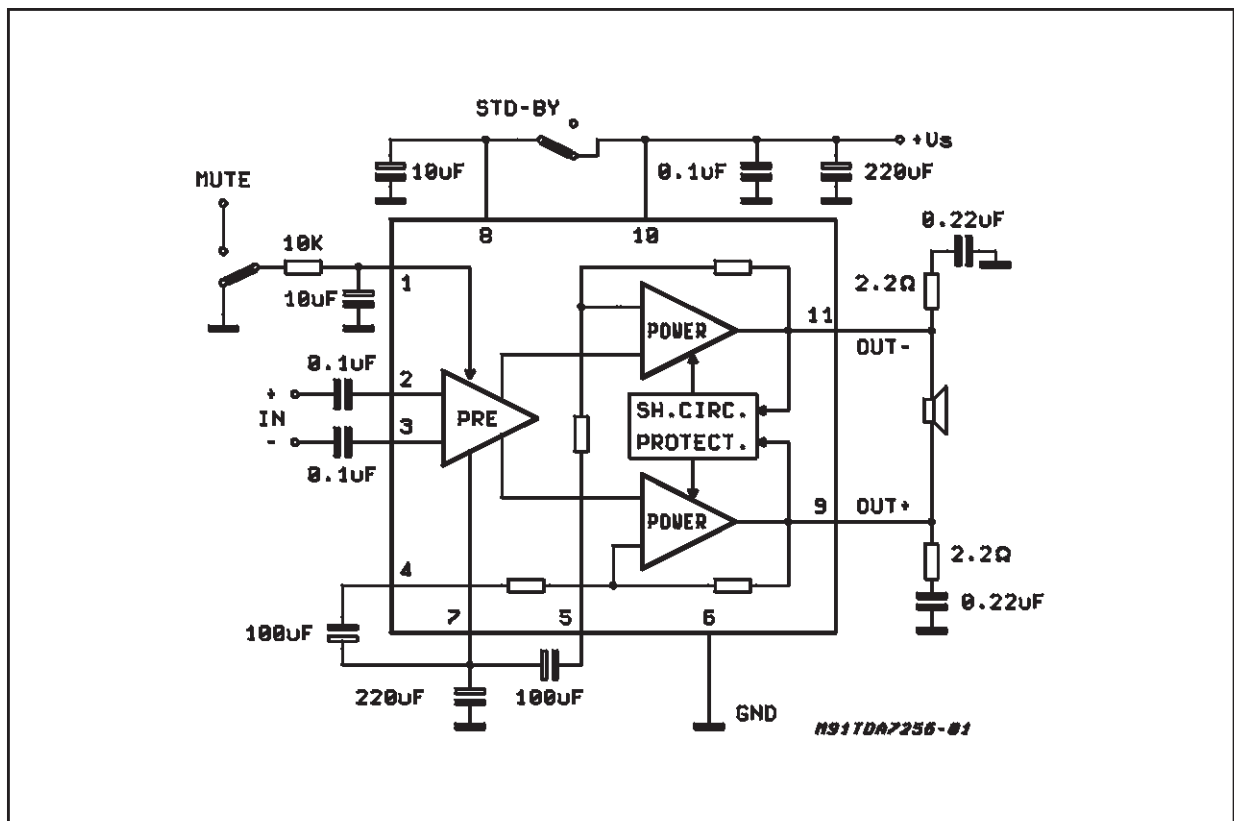 STD-BY
+Vs
10uF
0.1uF
220uF
MUTE
0.22uF
8
10
10K
1
2.2Ω
10uF
POWER
11
OUT-
0.1uF
2
+
IN
-
3
PRE
SH.CIRC.
PROTECT.
0.1uF
POWER
9
OUT+
4
2.2Ω
0.22uF
7
5
6
100uF
220uF
100uF
GND
M91TDA7256-01